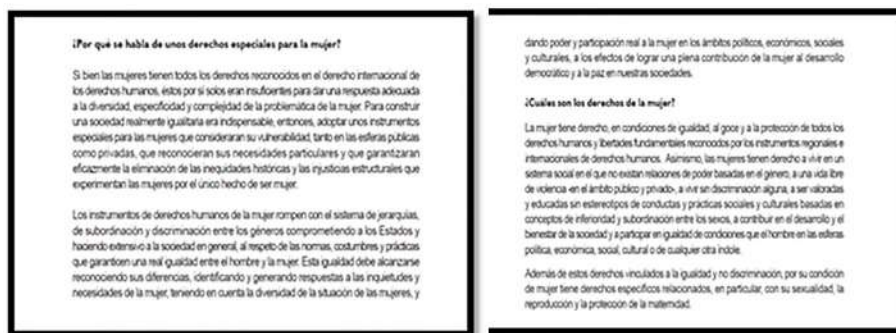 ¿Por qué se habla de unos derechos especiales para la mujer?
Si bien las mujeres tienen todos los derechos reconocidos en el derecho internacional de
los derechos humanos, éstos por sí solos eran insuficientes para dar una respuesta adecuada
a la diversidad, especificidad y complejidad de la problemática de la mujer. Para construir
una sociedad realmente igualitaria era indispensable, entonces, adoptar unos instrumentos
especiales para las mujeres que consideraran su vulnerabilidad, tanto en las esferas públicas
como privadas, que reconocieran sus necesidades particulares y que garantizaran
eficazmente la eliminación de las inequidades históricas y las injusticias estructurales que
experimentan las mujeres por el único hecho de ser mujer.
Los instrumentos de derechos humanos de la mujer rompen con el sistema de jerarquías,
de subordinación y discriminación entre los géneros comprometiendo a los Estados y
haciendo extensivo a la sociedad en general, al respeto de las normas, costumbres y prácticas
que garanticen una real igualdad entre el hombre y la mujer. Esta igualdad debe alcanzarse
reconociendo sus diferencias, identificando y generando respuestas a las inquietudes y
necesidades de la mujer, teniendo en cuenta la diversidad de la situación de las mujeres, y
dando poder y participación real a la mujer en los ámbitos políticos, económicos, sociales
y culturales, a los efectos de lograr una plena contribución de la mujer al desarrollo
democrático y a la paz en nuestras sociedades.
¿Cuáles son los derechos de la mujer?
La mujer tiene derecho, en condiciones de igualdad, al goce y a la protección de todos los
derechos humanos y libertades fundamentales reconocidos por los instrumentos regionales e
internacionales de derechos humanos. Asimismo, las mujeres tienen derecho a vivir en un
sistema social en el que no existan relaciones de poder basadas en el género, a una vida libre
de violencia -en el ámbito público y privado-, a vivir sin discriminación alguna, a ser valoradas
y educadas sin estereotipos de conductas y prácticas sociales y culturales basadas en
conceptos de inferioridad y subordinación entre los sexos, a contribuir en el desarrollo y el
bienestar de la sociedad y a participar en igualdad de condiciones que el hombre en las esferas
política, económica, social, cultural o de cualquier otra índole.
Además de estos derechos vinculados a la igualdad y no discriminación, por su condición
de mujer tiene derechos específicos relacionados, en particular, con su sexualidad, la
reproducción y la protección de la maternidad.